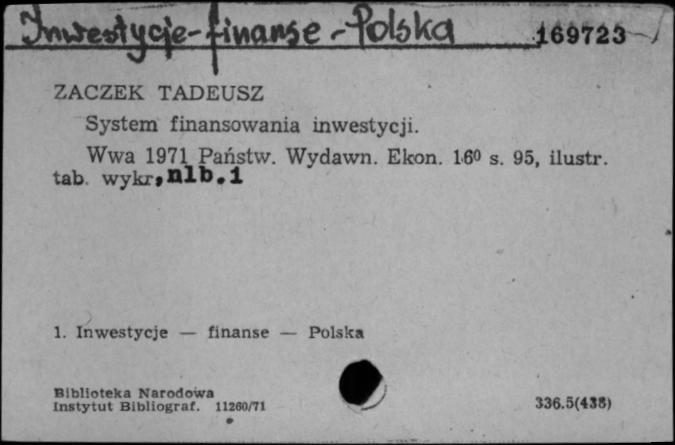 Inwestycje-finanse-Polska 169723
ZACZEK TADEUSZ
System finansowania inwestycji.
Wwa 1971 Państw. Wydawn. Ekon. 16⁰ s. 95, ilustr.
tab. wykr, nlb.1
1. Inwestycje — finanse — Polska
Biblioteka Narodowa
Instytut Bibliograf. 11260/71
336.5(438)